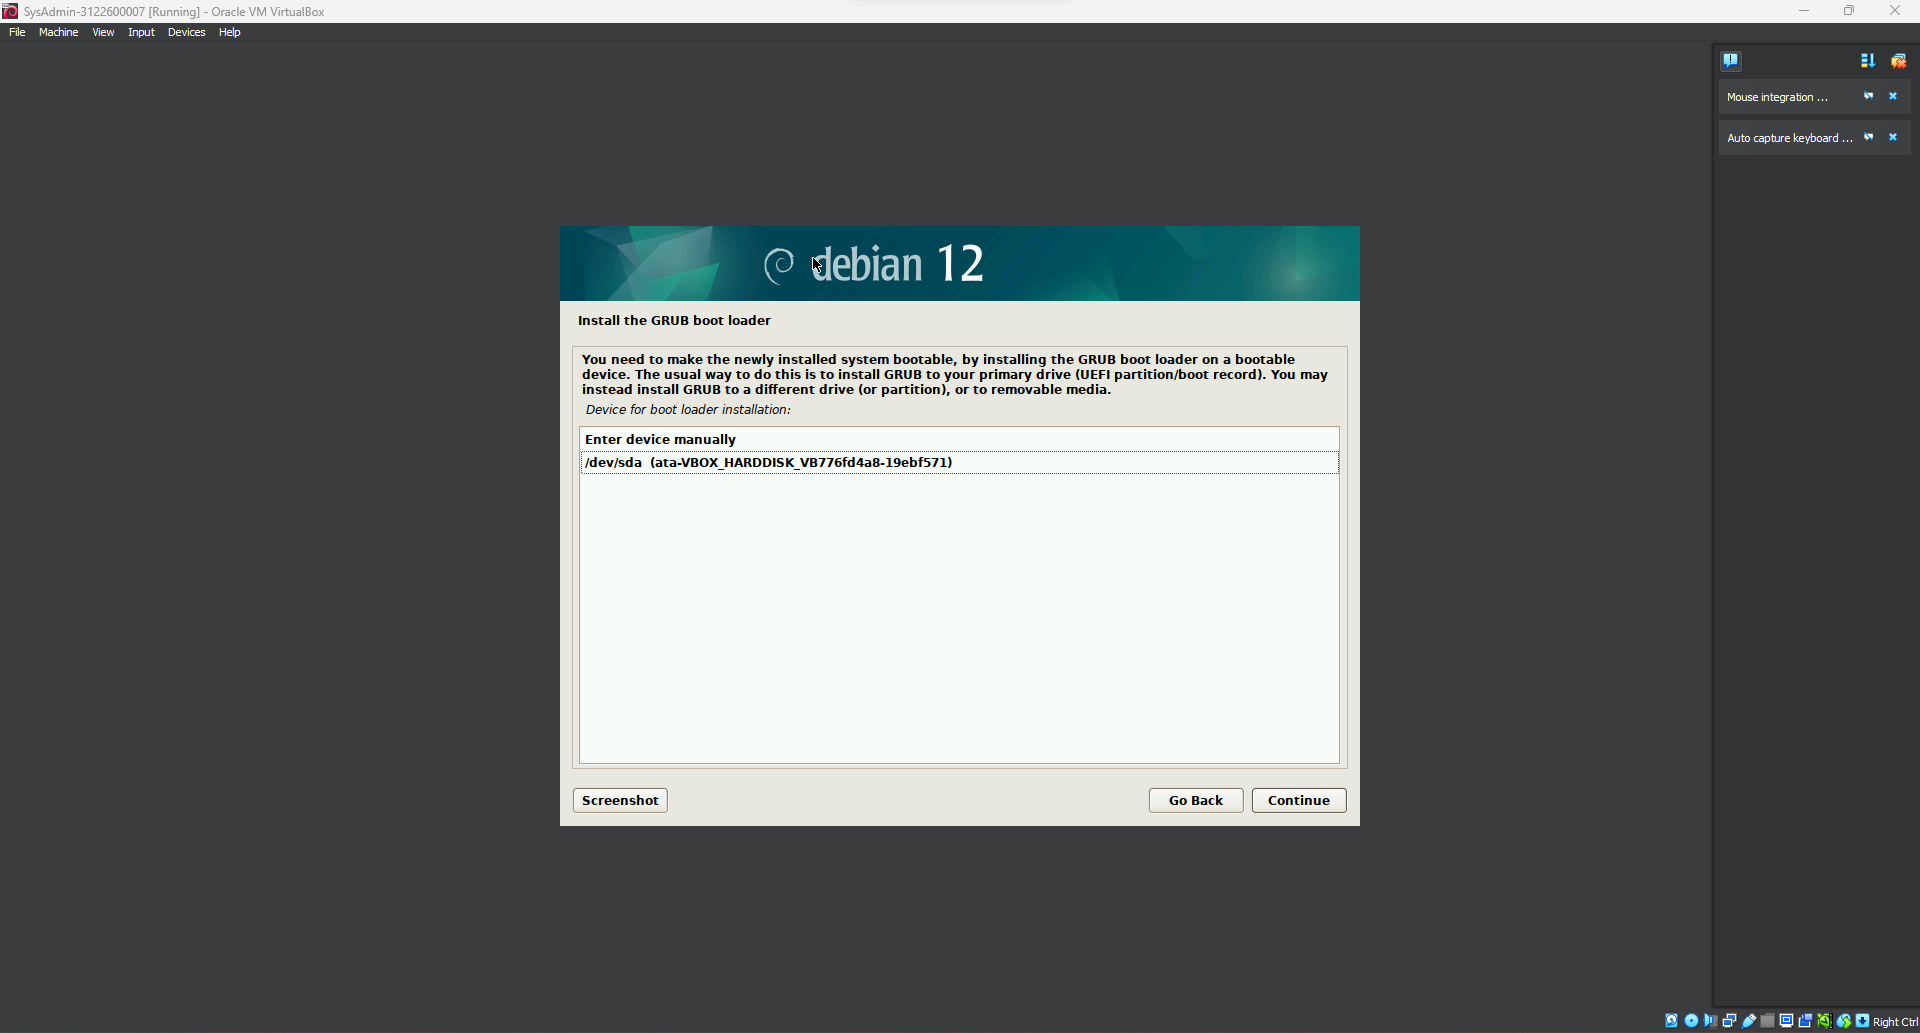 SysAdmin-3122600007 [Running] - Oracle VM VirtualBox
File Machine View Input Devices Help
Mouse integration ...
Auto capture keyboard ...
debian 12
Install the GRUB boot loader
You need to make the newly installed system bootable, by installing the GRUB boot loader on a bootable
device. The usual way to do this is to install GRUB to your primary drive (UEFI partition/boot record). You may
instead install GRUB to a different drive (or partition), or to removable media.
Device for boot loader installation:
Enter device manually
/dev/sda (ata-VBOX_HARDDISK_VB776fd4a8-19ebf571)
Screenshot
Go Back
Continue
Right Ctrl